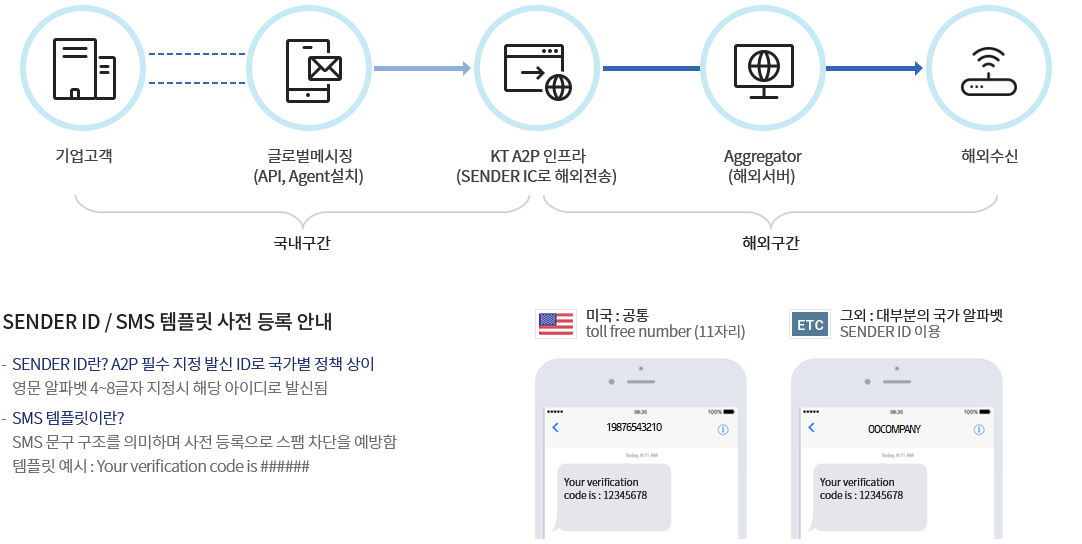 기업고객
글로벌메시징
(API, Agent설치)
KT A2P 인프라
(SENDER IC로 해외전송)
Aggregator
(해외서버)
해외수신
국내구간
해외구간
SENDER ID / SMS 템플릿 사전 등록 안내
- SENDER ID란? A2P 필수 지정 발신 ID로 국가별 정책 상이
영문 알파벳 4~8글자 지정시 해당 아이디로 발신됨
- SMS 템플릿이란?
SMS 문구 구조를 의미하며 사전 등록으로 스팸 차단을 예방함
템플릿 예시 : Your verification code is ######
미국 : 공통
toll free number (11자리)
08:20 100%
19876543210
Today, 8:11 AM
Your verification
code is : 12345678
ETC
그외 : 대부분의 국가 알파벳
SENDER ID 이용
08:20 100%
OOCOMPANY
Today, 8:11 AM
Your verification
code is : 12345678